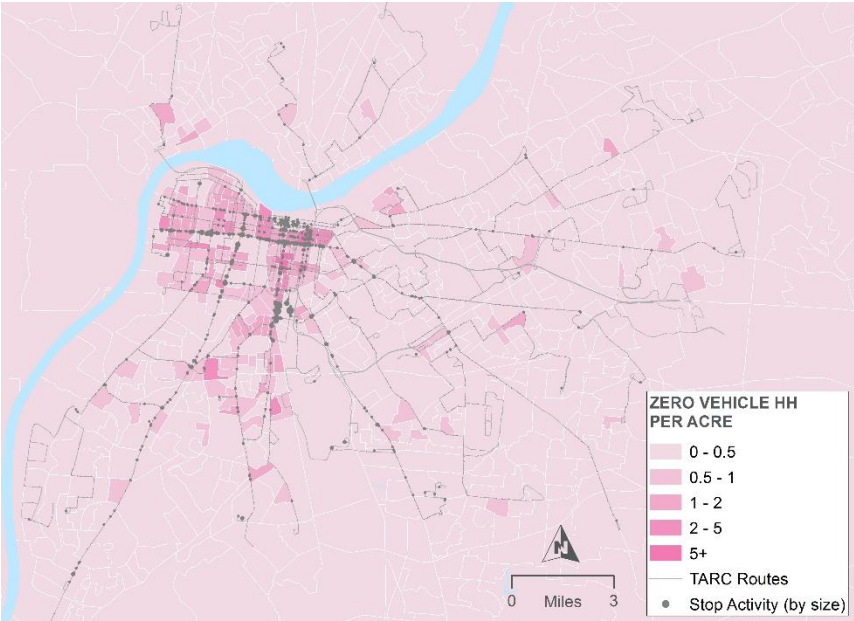 ZERO VEHICLE HH
PER ACRE
0 - 0.5
0.5 - 1
1 - 2
2 - 5
5+
TARC Routes
Stop Activity (by size)
N
0 Miles 3